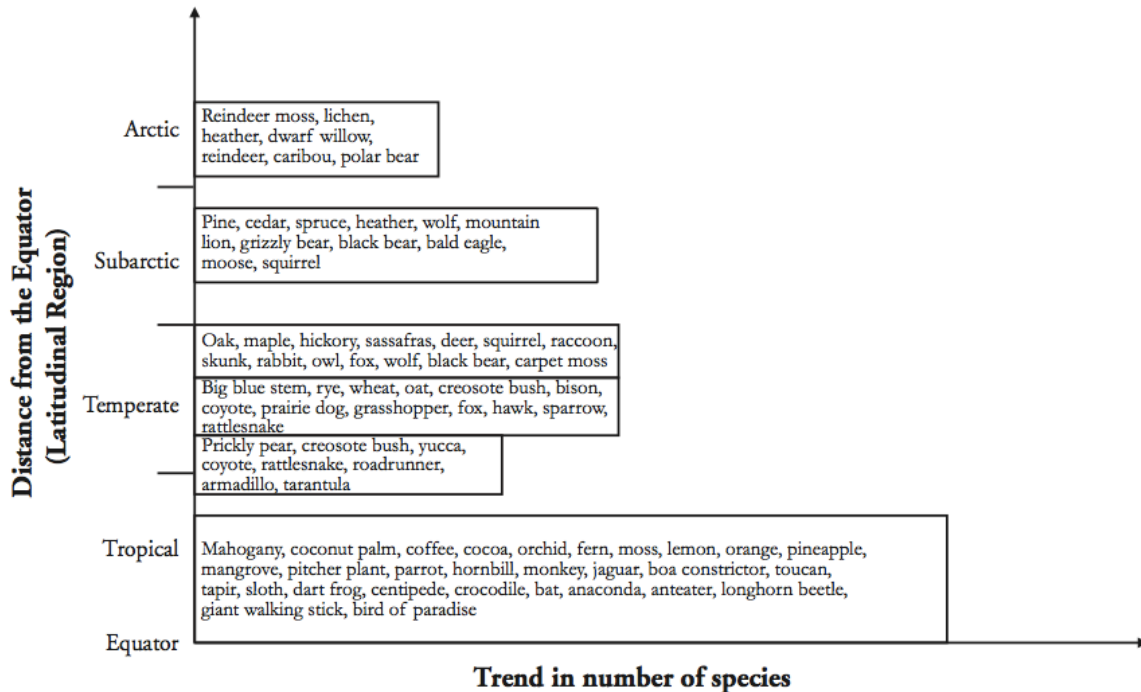 Distance from the Equator
(Latitudinal Region)
Arctic
Reindeer moss, lichen,
heather, dwarf willow,
reindeer, caribou, polar bear
Subarctic
Pine, cedar, spruce, heather, wolf, mountain
lion, grizzly bear, black bear, bald eagle,
moose, squirrel
Temperate
Oak, maple, hickory, sassafras, deer, squirrel, raccoon,
skunk, rabbit, owl, fox, wolf, black bear, carpet moss
Big blue stem, rye, wheat, oat, creosote bush, bison,
coyote, prairie dog, grasshopper, fox, hawk, sparrow,
rattlesnake
Prickly pear, creosote bush, yucca,
coyote, rattlesnake, roadrunner,
armadillo, tarantula
Tropical
Mahogany, coconut palm, coffee, cocoa, orchid, fern, moss, lemon, orange, pineapple,
mangrove, pitcher plant, parrot, hornbill, monkey, jaguar, boa constrictor, toucan,
tapir, sloth, dart frog, centipede, crocodile, bat, anaconda, anteater, longhorn beetle,
giant walking stick, bird of paradise
Equator
Trend in number of species